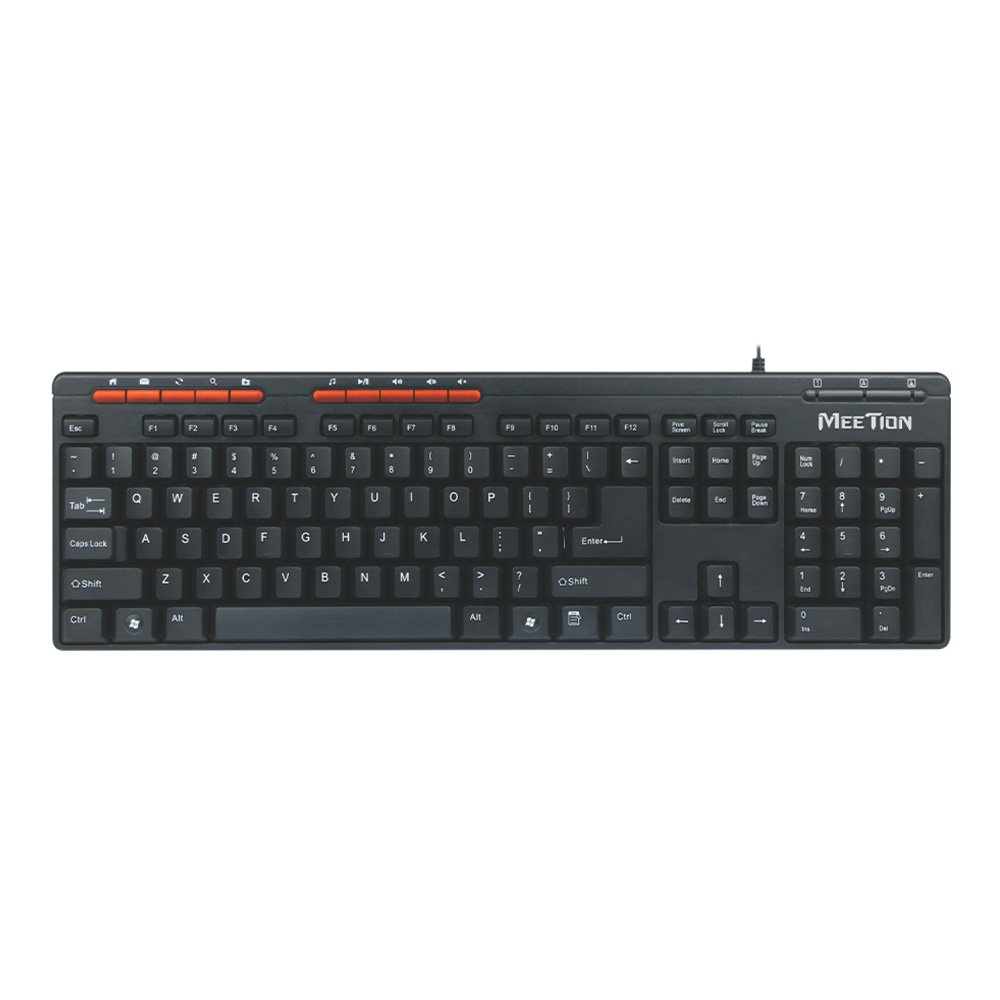 1 A
MEETION
Esc F1 F2 F3 F4 F5 F6 F7 F8 F9 F10 F11 F12 Print Screen Scroll Lock Pause Break
~ ! @ # $ % ^ & * ( ) _ + |
` 1 2 3 4 5 6 7 8 9 0 - = \ ← Insert Home Page Up Num Lock / * −
Tab Q W E R T Y U I O P { [ } ] Delete End Page Down 7 Home 8 ↑ 9 PgUp +
Caps Lock A S D F G H J K L : ; " ' Enter 4 ← 5 6 →
⇧Shift Z X C V B N M < , > . ? / ⇧Shift ↑ 1 End 2 ↓ 3 PgDn Enter
Ctrl Alt Alt Ctrl ← ↓ → 0 Ins . Del